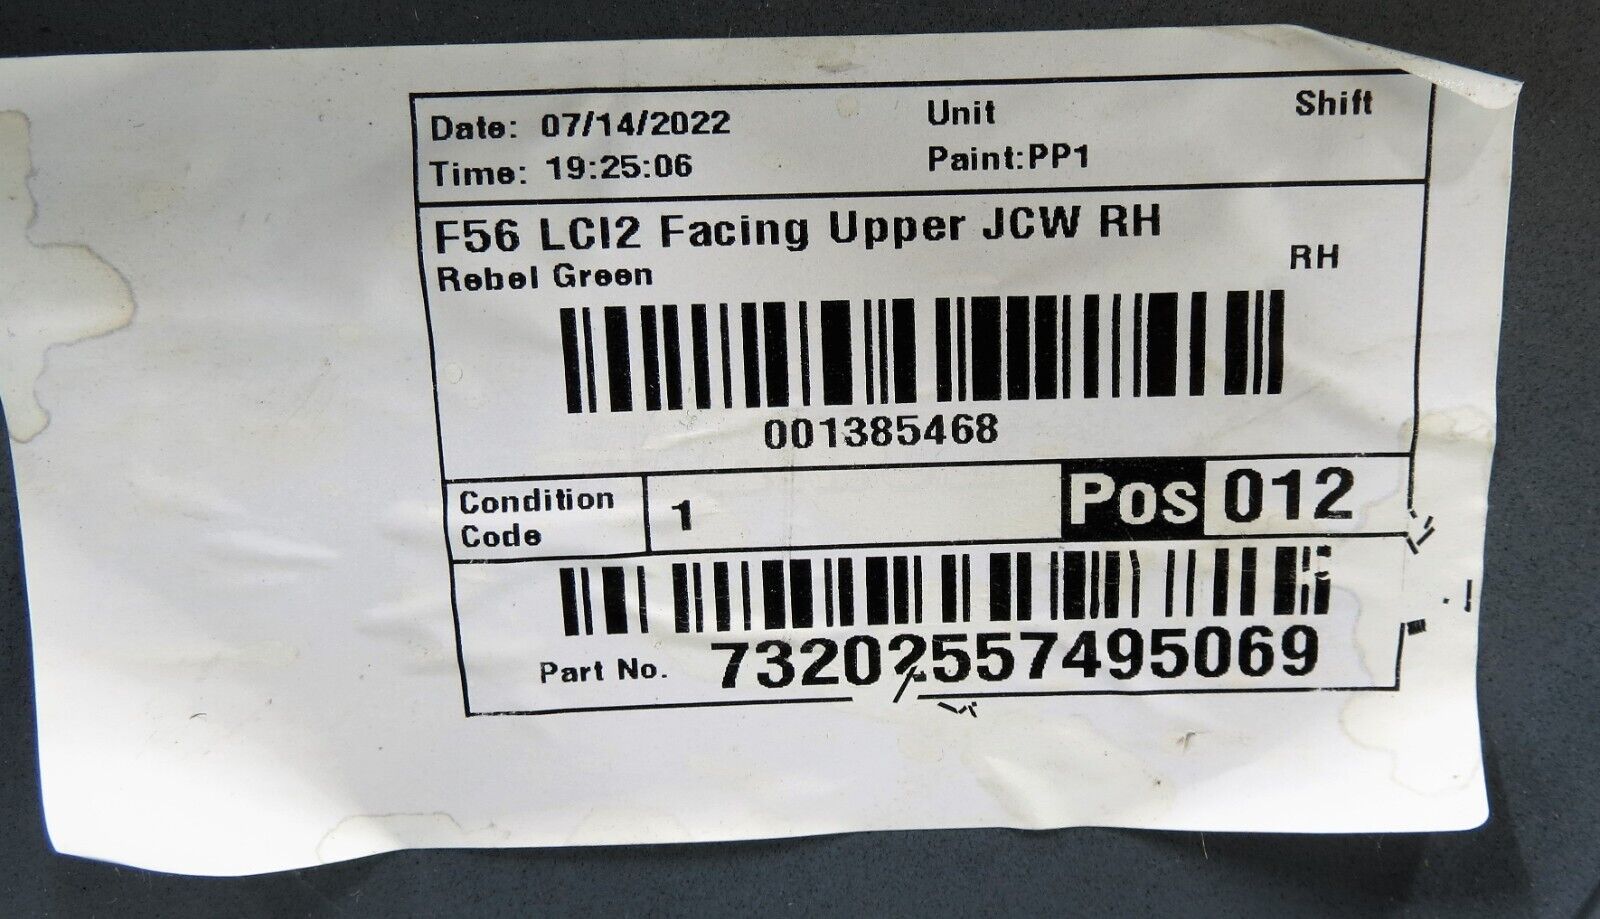 Date: 07/14/2022 Unit Shift
Time: 19:25:06 Paint:PP1
F56 LCI2 Facing Upper JCW RH
Rebel Green RH
001385468
Condition Code 1 Pos 012
Part No. 73202557495069